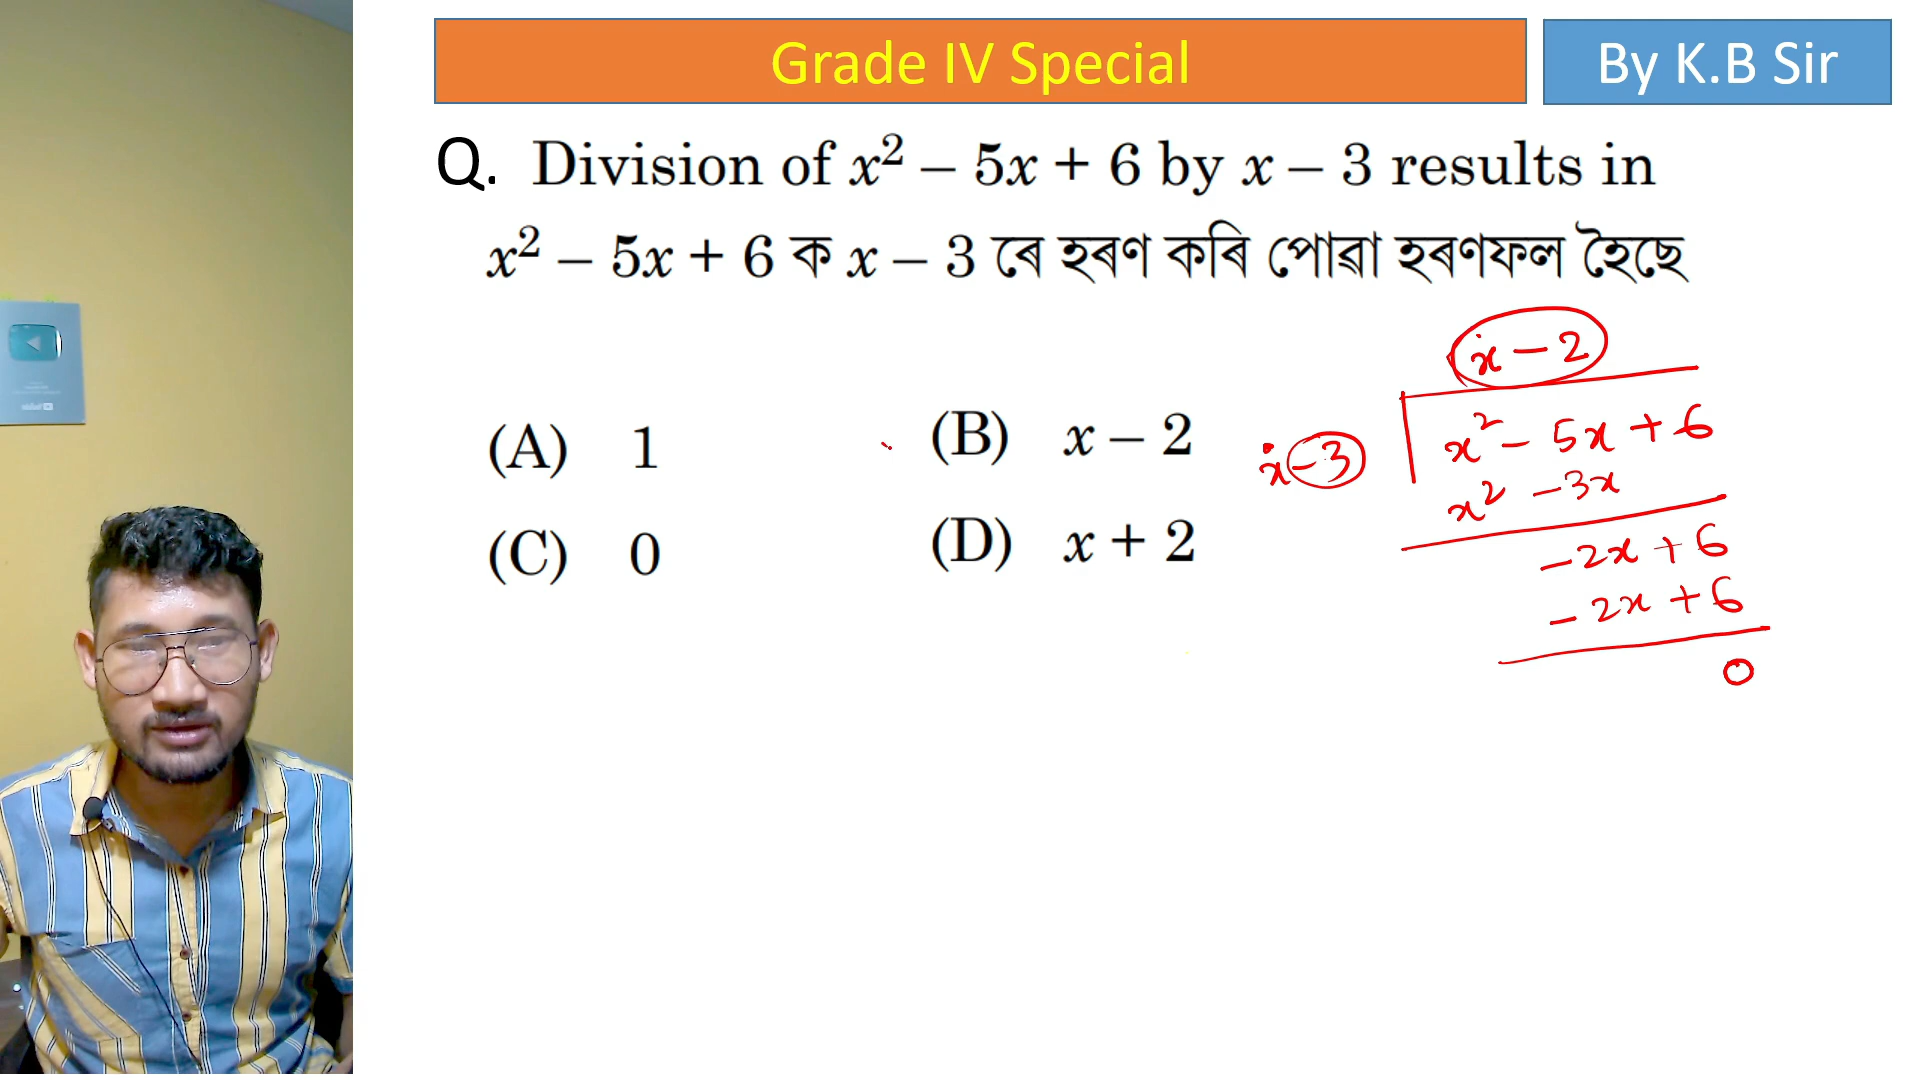 Grade IV Special
By K.B Sir
Q. Division of x² – 5x + 6 by x – 3 results in
x² – 5x + 6 ক x – 3 ৰে হৰণ কৰি পোৱা হৰণফল হৈছে
(A) 1
(B) x – 2
(C) 0
(D) x + 2
x – 2
x – 3
x² – 5x + 6
x² – 3x
– 2x + 6
– 2x + 6
0